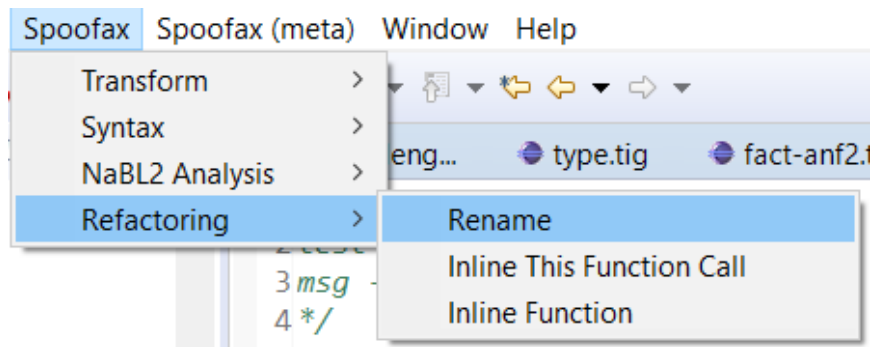 Spoofax Spoofax (meta) Window Help
Transform
Syntax
eng... type.tig fact-anf2.
NaBL2 Analysis
Refactoring
Rename
Inline This Function Call
3 msg -
Inline Function
4 */